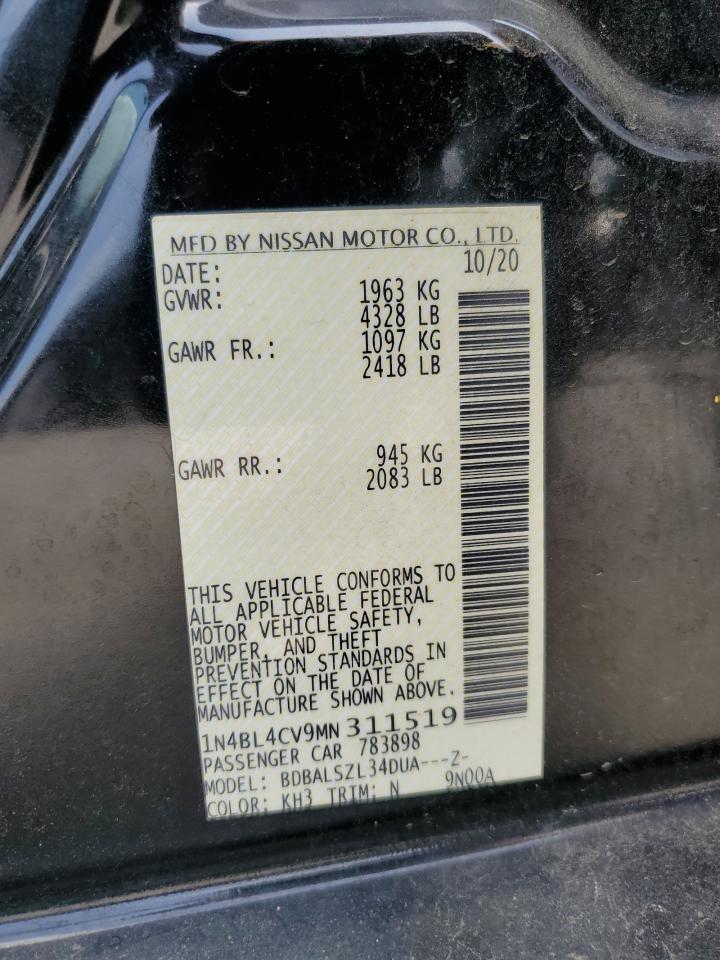 MFD BY NISSAN MOTOR CO., LTD.
DATE: 10/20
GVWR: 1963 KG
4328 LB
GAWR FR.: 1097 KG
2418 LB
GAWR RR.: 945 KG
2083 LB
THIS VEHICLE CONFORMS TO
ALL APPLICABLE FEDERAL
MOTOR VEHICLE SAFETY,
BUMPER, AND THEFT
PREVENTION STANDARDS IN
EFFECT ON THE DATE OF
MANUFACTURE SHOWN ABOVE.
1N4BL4CV9MN 311519
PASSENGER CAR 783898
MODEL: BDBALSZL34DUA---Z-
COLOR: KH3 TRIM: N 9N00A